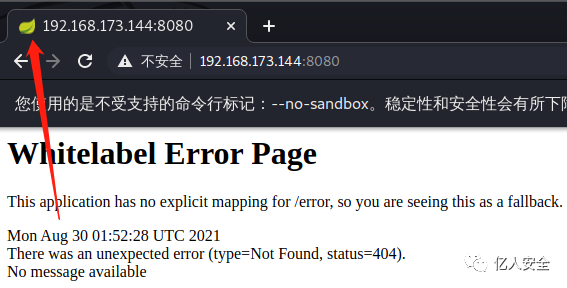 192.168.173.144:8080
不安全 192.168.173.144:8080
您使用的是不受支持的命令行标记：--no-sandbox。稳定性和安全性会有所下
Whitelabel Error Page
This application has no explicit mapping for /error, so you are seeing this as a fallback.
Mon Aug 30 01:52:28 UTC 2021
There was an unexpected error (type=Not Found, status=404).
No message available
亿人安全